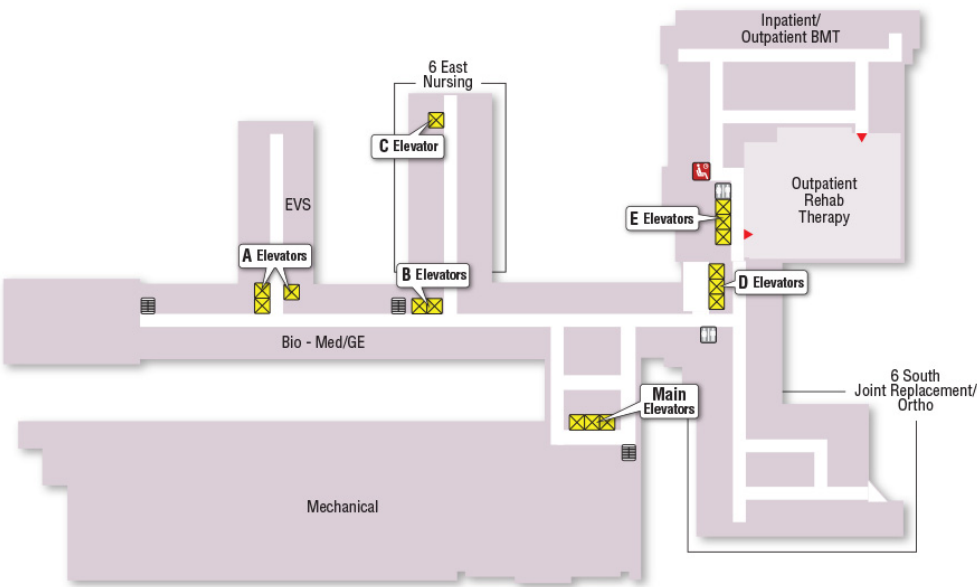 Inpatient/
Outpatient BMT
6 East
Nursing
C Elevator
EVS
Outpatient
Rehab
Therapy
E Elevators
A Elevators
B Elevators
D Elevators
Bio - Med/GE
6 South
Joint Replacement/
Ortho
Main
Elevators
Mechanical